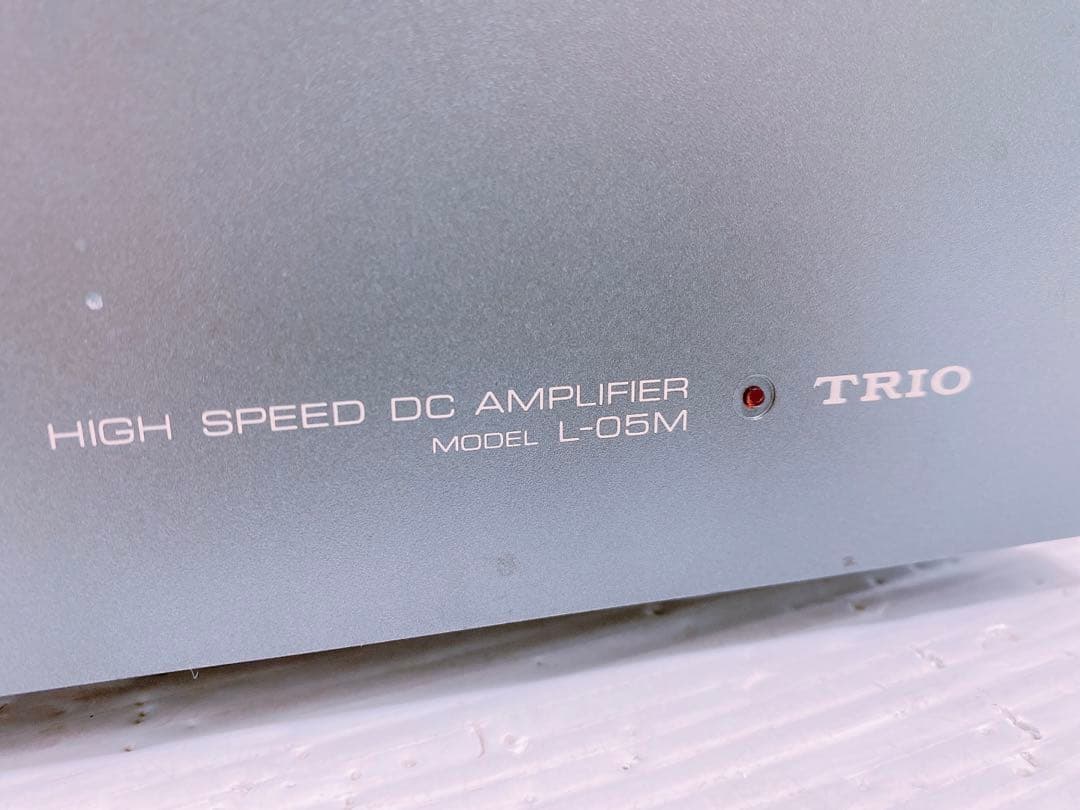 HIGH SPEED DC AMPLIFIER
MODEL L-05M
TRIO